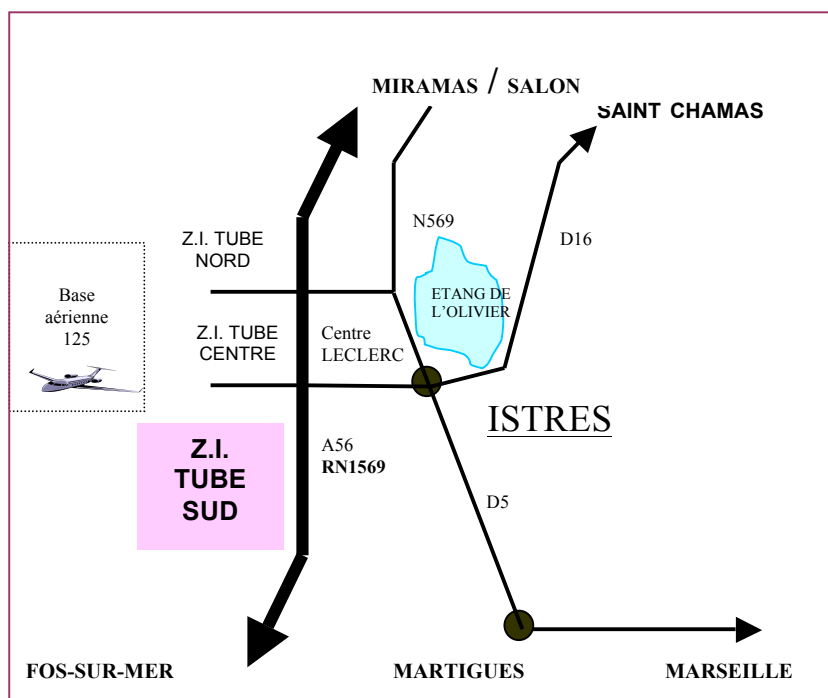 MIRAMAS / SALON
SAINT CHAMAS
N569
Z.I. TUBE
NORD
D16
Base
aérienne
125
ETANG DE
L'OLIVIER
Z.I. TUBE
CENTRE
Centre
LECLERC
ISTRES
Z.I.
TUBE
SUD
A56
RN1569
D5
FOS-SUR-MER
MARTIGUES
MARSEILLE